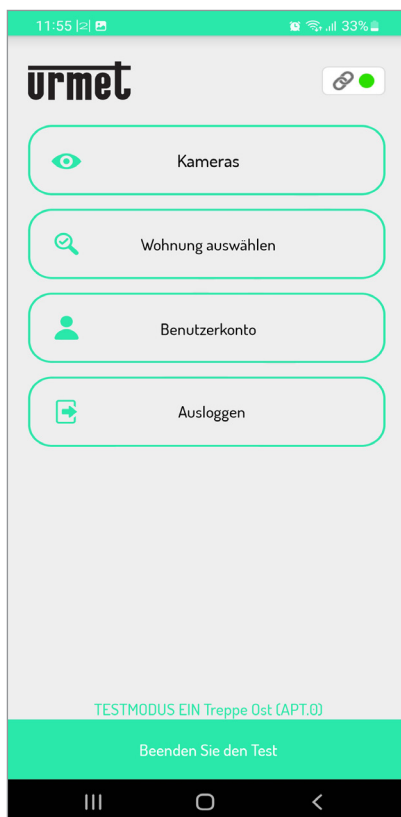 11:55
33%
urmet
Kameras
Wohnung auswählen
Benutzerkonto
Ausloggen
TESTMODUS EIN Treppe Ost (APT.0)
Beenden Sie den Test